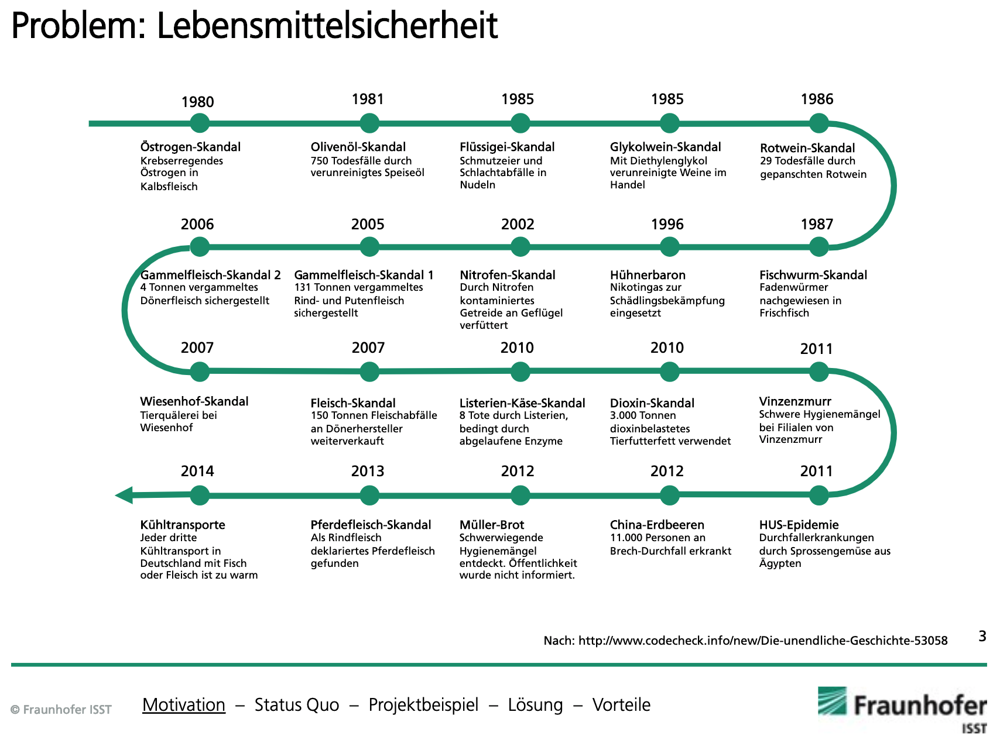 Problem: Lebensmittelsicherheit
1980
Östrogen-Skandal
Krebserregendes
Östrogen in
Kalbsfleisch
1981
Olivenöl-Skandal
750 Todesfälle durch
verunreinigtes Speiseöl
1985
Flüssigei-Skandal
Schmutzeier und
Schlachtabfälle in
Nudeln
1985
Glykolwein-Skandal
Mit Diethylenglykol
verunreinigte Weine im
Handel
1986
Rotwein-Skandal
29 Todesfälle durch
gepanschten Rotwein
1987
Fischwurm-Skandal
Fadenwürmer
nachgewiesen in
Frischfisch
1996
Hühnerbaron
Nikotingas zur
Schädlingsbekämpfung
eingesetzt
2002
Nitrofen-Skandal
Durch Nitrofen
kontaminiertes
Getreide an Geflügel
verfüttert
2005
Gammelfleisch-Skandal 1
131 Tonnen vergammeltes
Rind- und Putenfleisch
sichergestellt
2006
Gammelfleisch-Skandal 2
4 Tonnen vergammeltes
Dönerfleisch sichergestellt
2007
Wiesenhof-Skandal
Tierquälerei bei
Wiesenhof
2007
Fleisch-Skandal
150 Tonnen Fleischabfälle
an Dönerhersteller
weiterverkauft
2010
Listerien-Käse-Skandal
8 Tote durch Listerien,
bedingt durch
abgelaufene Enzyme
2010
Dioxin-Skandal
3.000 Tonnen
dioxinbelastetes
Tierfutterfett verwendet
2011
Vinzenzmurr
Schwere Hygienemängel
bei Filialen von
Vinzenzmurr
2011
HUS-Epidemie
Durchfallerkrankungen
durch Sprossengemüse aus
Ägypten
2012
China-Erdbeeren
11.000 Personen an
Brech-Durchfall erkrankt
2012
Müller-Brot
Schwerwiegende
Hygienemängel
entdeckt. Öffentlichkeit
wurde nicht informiert.
2013
Pferdefleisch-Skandal
Als Rindfleisch
deklariertes Pferdefleisch
gefunden
2014
Kühltransporte
Jeder dritte
Kühltransport in
Deutschland mit Fisch
oder Fleisch ist zu warm
Nach: http://www.codecheck.info/new/Die-unendliche-Geschichte-53058
3
© Fraunhofer ISST
Motivation – Status Quo – Projektbeispiel – Lösung – Vorteile
Fraunhofer
ISST